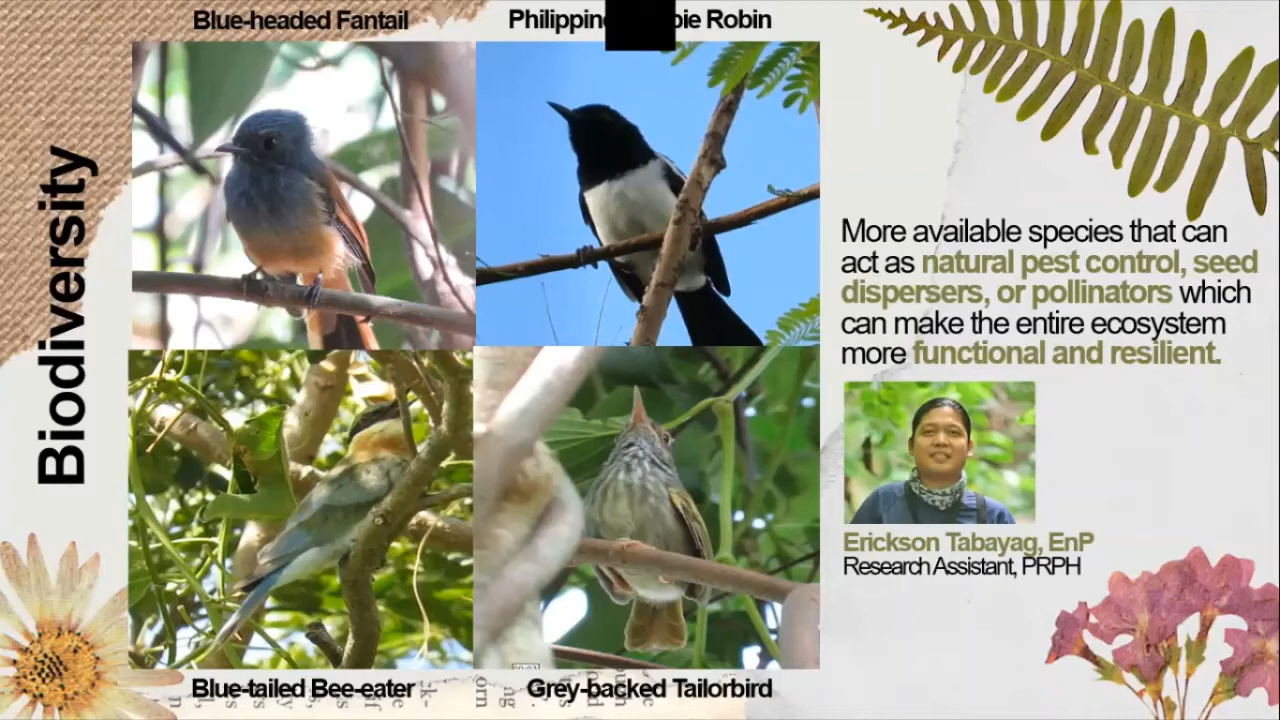 Blue-headed Fantail
Philippin pie Robin
Biodiversity
More available species that can
act as natural pest control, seed
dispersers, or pollinators which
can make the entire ecosystem
more functional and resilient.
Erickson Tabayag, EnP
Research Assistant, PRPH
Blue-tailed Bee-eater
Grey-backed Tailorbird